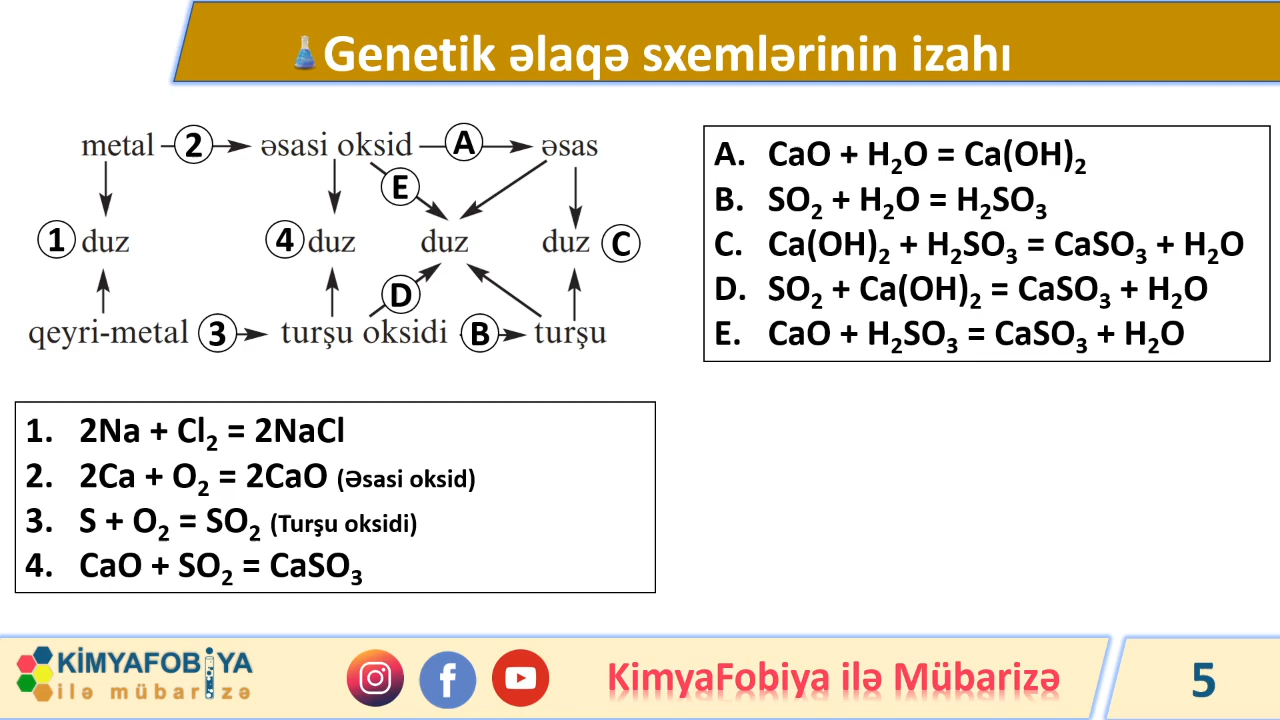 Genetik əlaqə sxemlərinin izahı
metal 2 əsasi oksid A əsas
E
1 duz 4 duz duz duz C
D
qeyri-metal 3 turşu oksidi B turşu
A. CaO + H₂O = Ca(OH)₂
B. SO₂ + H₂O = H₂SO₃
C. Ca(OH)₂ + H₂SO₃ = CaSO₃ + H₂O
D. SO₂ + Ca(OH)₂ = CaSO₃ + H₂O
E. CaO + H₂SO₃ = CaSO₃ + H₂O
1. 2Na + Cl₂ = 2NaCl
2. 2Ca + O₂ = 2CaO (Əsasi oksid)
3. S + O₂ = SO₂ (Turşu oksidi)
4. CaO + SO₂ = CaSO₃
KİMYAFOBİYA
ilə mübarizə
KimyaFobiya ilə Mübarizə
5